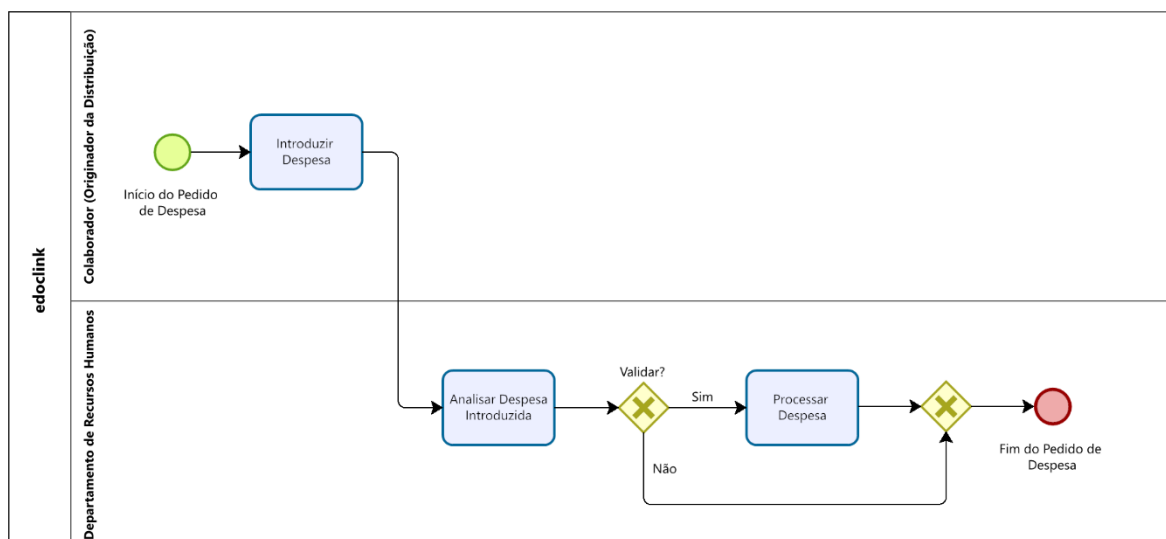 edoclink
Colaborador (Originador da Distribuição)
Início do Pedido
de Despesa
Introduzir
Despesa
Departamento de Recursos Humanos
Analisar Despesa
Introduzida
Validar?
Sim
Não
Processar
Despesa
Fim do Pedido de
Despesa